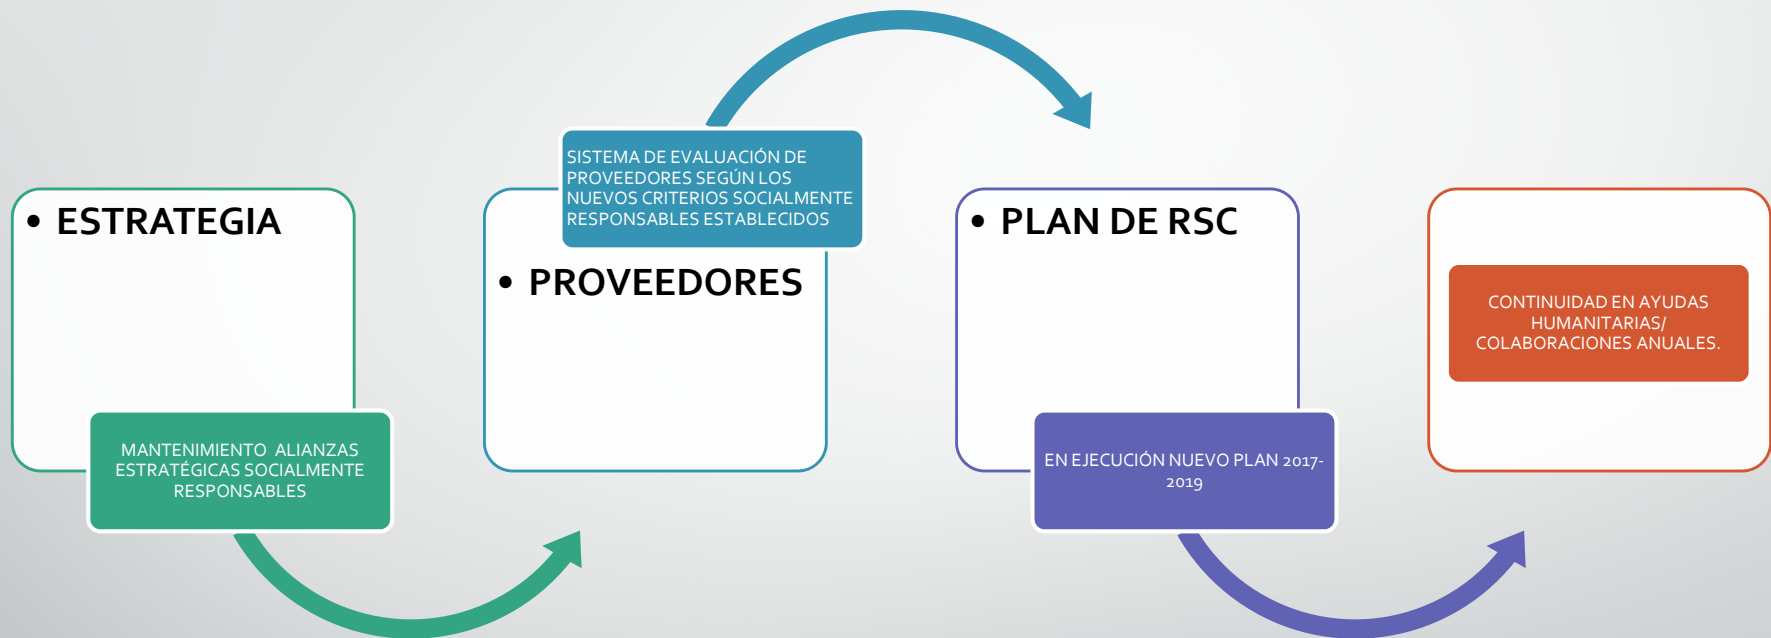 • ESTRATEGIA
MANTENIMIENTO ALIANZAS
ESTRATÉGICAS SOCIALMENTE
RESPONSABLES
SISTEMA DE EVALUACIÓN DE
PROVEEDORES SEGÚN LOS
NUEVOS CRITERIOS SOCIALMENTE
RESPONSABLES ESTABLECIDOS
• PROVEEDORES
• PLAN DE RSC
EN EJECUCIÓN NUEVO PLAN 2017-
2019
CONTINUIDAD EN AYUDAS
HUMANITARIAS/
COLABORACIONES ANUALES.